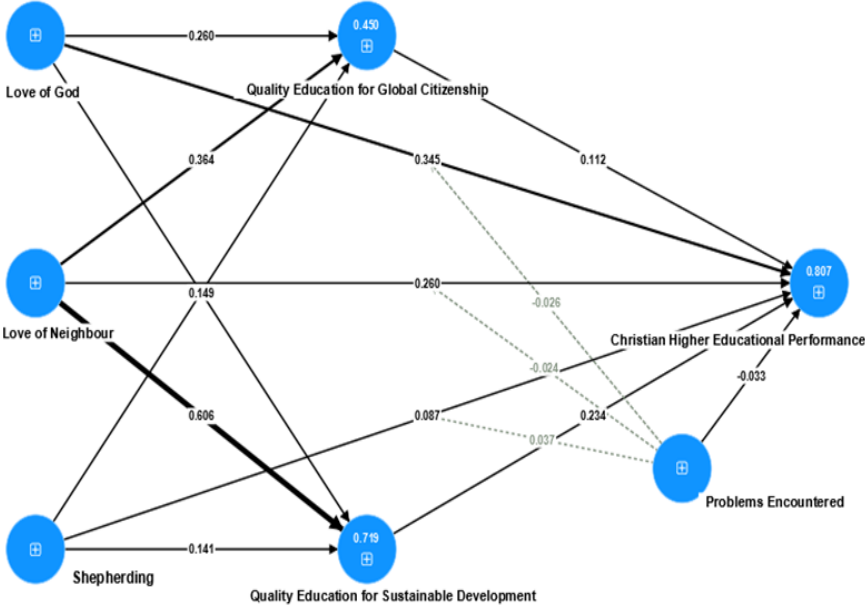 0.450
0.260
Love of God
Quality Education for Global Citizenship
0.364
0.345
0.112
0.807
0.149
0.260
-0.026
Love of Neighbour
Christian Higher Educational Performance
-0.024
-0.033
0.606
0.087
0.234
0.037
Problems Encountered
0.719
0.141
Shepherding
Quality Education for Sustainable Development